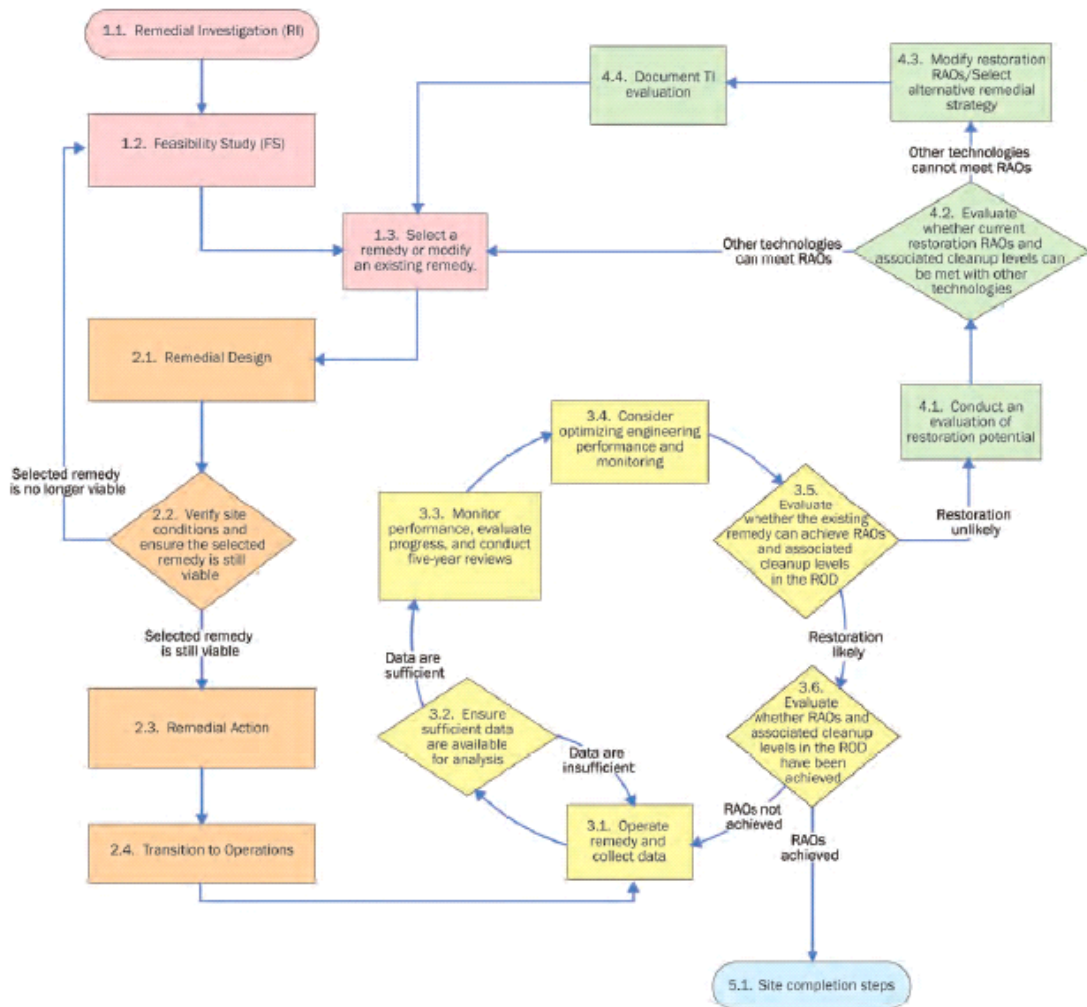 1.1. Remedial Investigation (RI)
1.2. Feasibility Study (FS)
1.3. Select a
remedy or modify
an existing remedy.
4.4. Document TI
evaluation
4.3. Modify restoration
RAOs/Select
alternative remedial
strategy
Other technologies
cannot meet RAOs
4.2. Evaluate
whether current
restoration RAOs and
associated cleanup levels can
be met with other
technologies
Other technologies
can meet RAOs
4.1. Conduct an
evaluation of
restoration potential
Restoration
unlikely
2.1. Remedial Design
Selected remedy
is no longer viable
2.2. Verify site
conditions and
ensure the selected
remedy is still
viable
Selected remedy
is still viable
2.3. Remedial Action
2.4. Transition to Operations
3.4. Consider
optimizing engineering
performance and
monitoring
3.3. Monitor
performance, evaluate
progress, and conduct
five-year reviews
3.5.
Evaluate
whether the existing
remedy can achieve RAOs
and associated
cleanup levels
in the ROD
Restoration
likely
Data are
sufficient
3.2. Ensure
sufficient data
are available
for analysis
Data are
insufficient
3.6.
Evaluate
whether RAOs and
associated cleanup
levels in the ROD
have been
achieved
3.1. Operate
remedy and
collect data
RAOs not
achieved
RAOs
achieved
5.1. Site completion steps